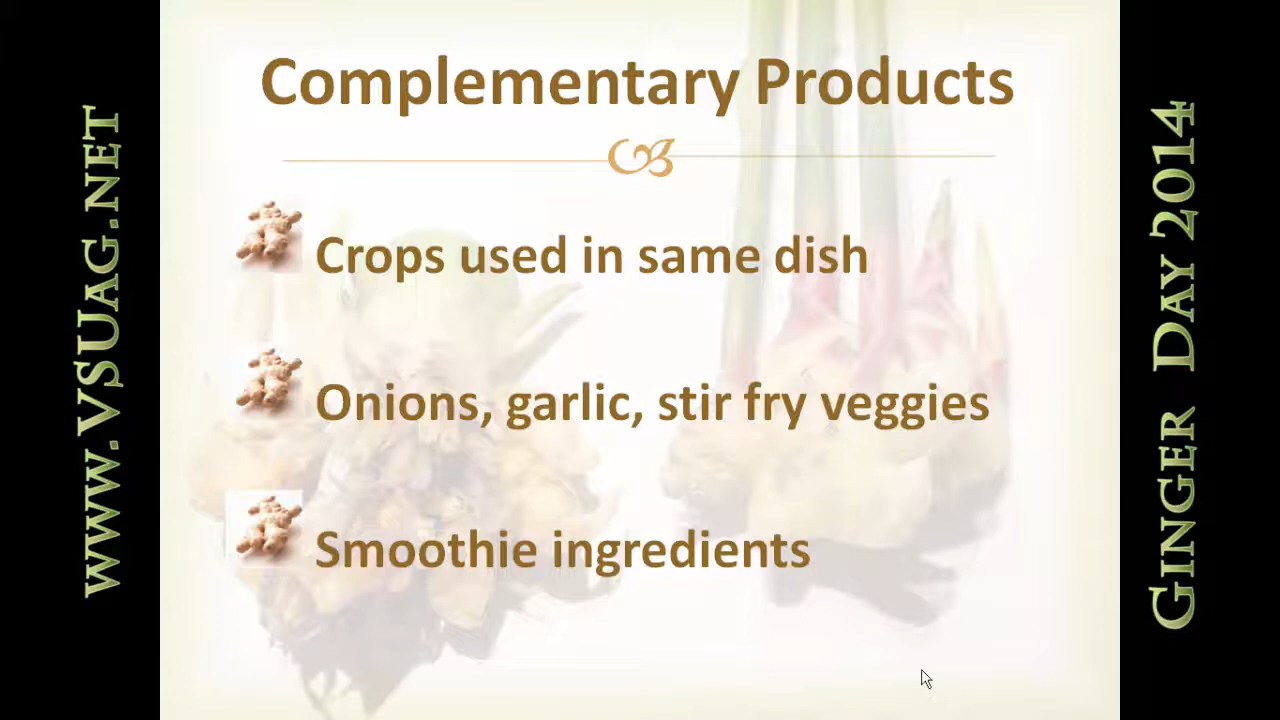 Complementary Products
Crops used in same dish
Onions, garlic, stir fry veggies
Smoothie ingredients
www.VSUAG.NET
GINGER DAY 2014